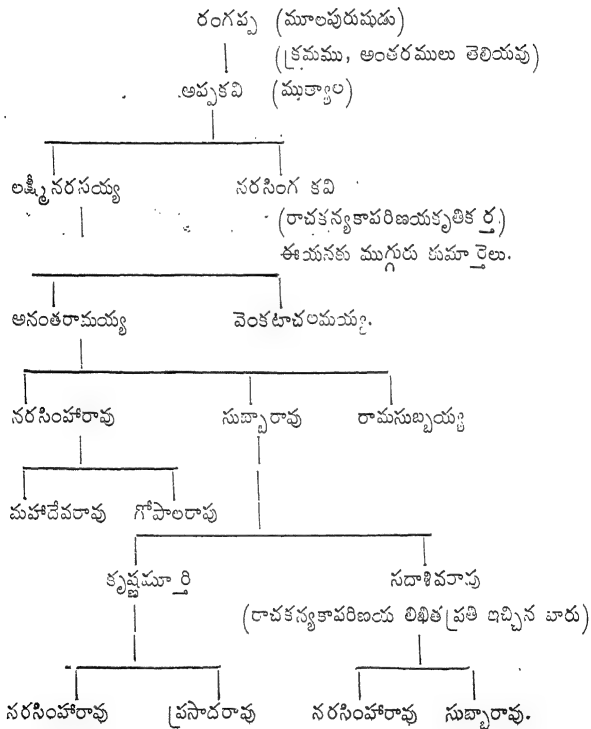 రంగప్ప (మూలపురుషుడు)
(క్రమము, అంతరములు తెలియవు)
అప్పకవి (ముత్యాల)
లక్ష్మీనరసయ్య నరసింగ కవి
(రాచకన్యకాపరిణయకృతికర్త)
ఈయనకు ముగ్గురు కుమార్తెలు.
అనంతరామయ్య వెంకటాచలమయ్య.
నరసింహారావు సుబ్బారావు రామసుబ్బయ్య
మహాదేవరావు గోపాలరావు
కృష్ణమూర్తి సదాశివరావు
(రాచకన్యకాపరిణయ లిఖితప్రతి ఇచ్చిన వారు)
నరసింహారావు ప్రసాదరావు నరసింహారావు సుబ్బారావు.